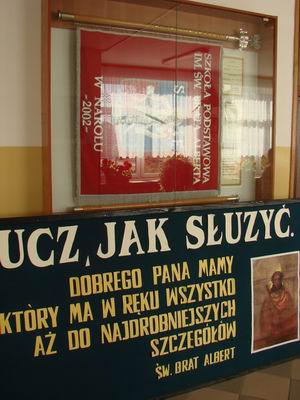 SZKOŁA PODSTAWOWA
W NAROLU
-2002-
UCZ, JAK SŁUŻYĆ.
DOBREGO PANA MAMY
KTÓRY MA W RĘKU WSZYSTKO
AŻ DO NAJDROBNIEJSZYCH
SZCZEGÓŁÓW
ŚW. BRAT ALBERT